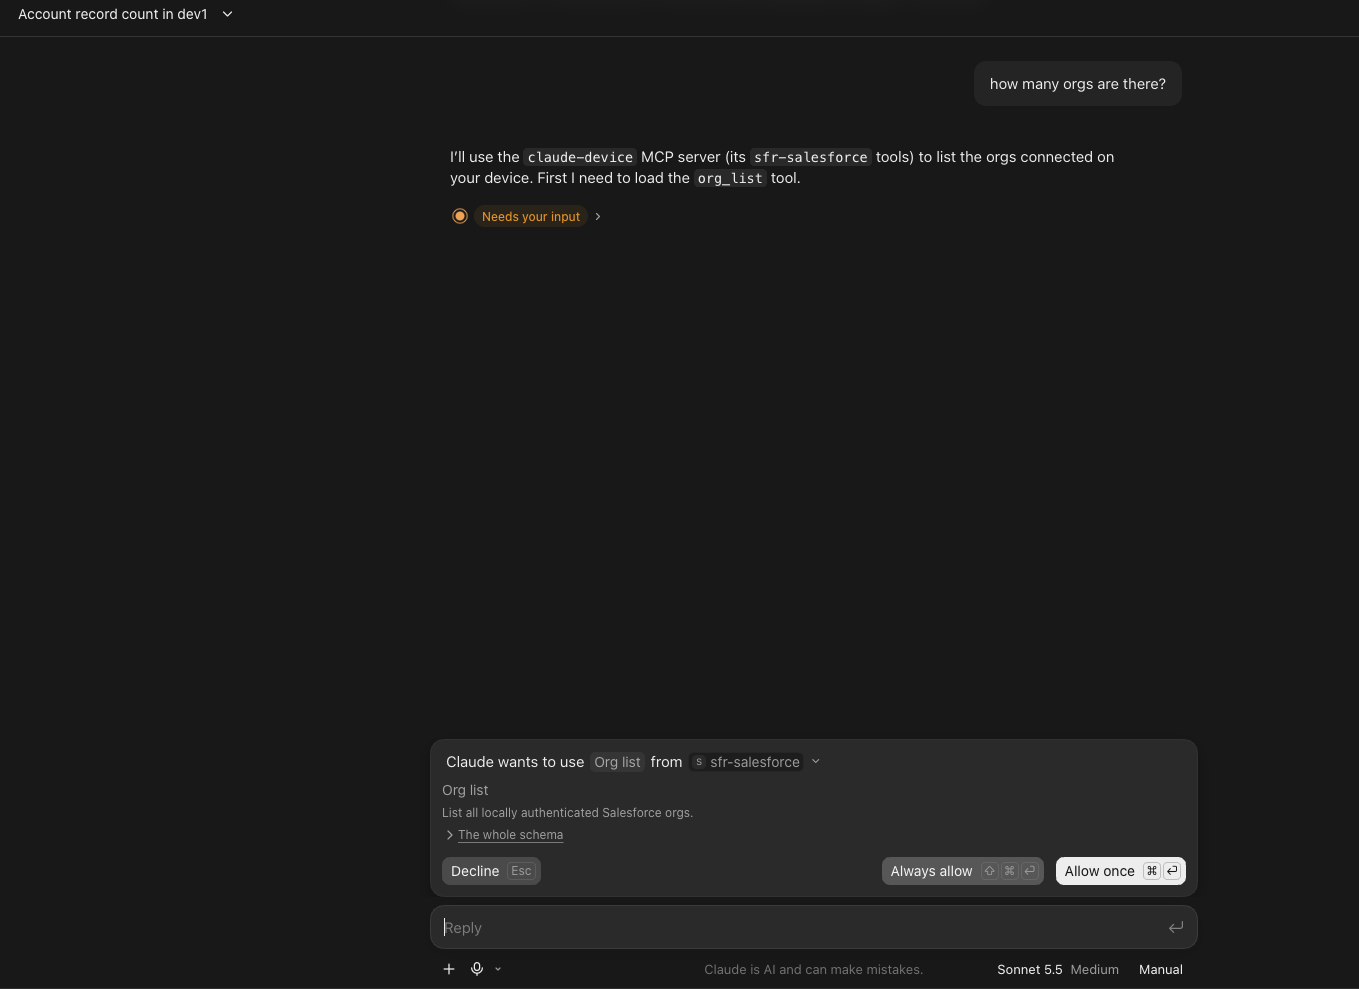 Account record count in dev1
how many orgs are there?
I’ll use the claude-device MCP server (its sfr-salesforce tools) to list the orgs connected on
your device. First I need to load the org_list tool.
Needs your input
Claude wants to use Org list from S sfr-salesforce
Org list
List all locally authenticated Salesforce orgs.
The whole schema
Decline Esc
Always allow ⇧ ⌘ ⏎
Allow once ⌘ ⏎
Reply
Claude is AI and can make mistakes.
Sonnet 5.5 Medium Manual